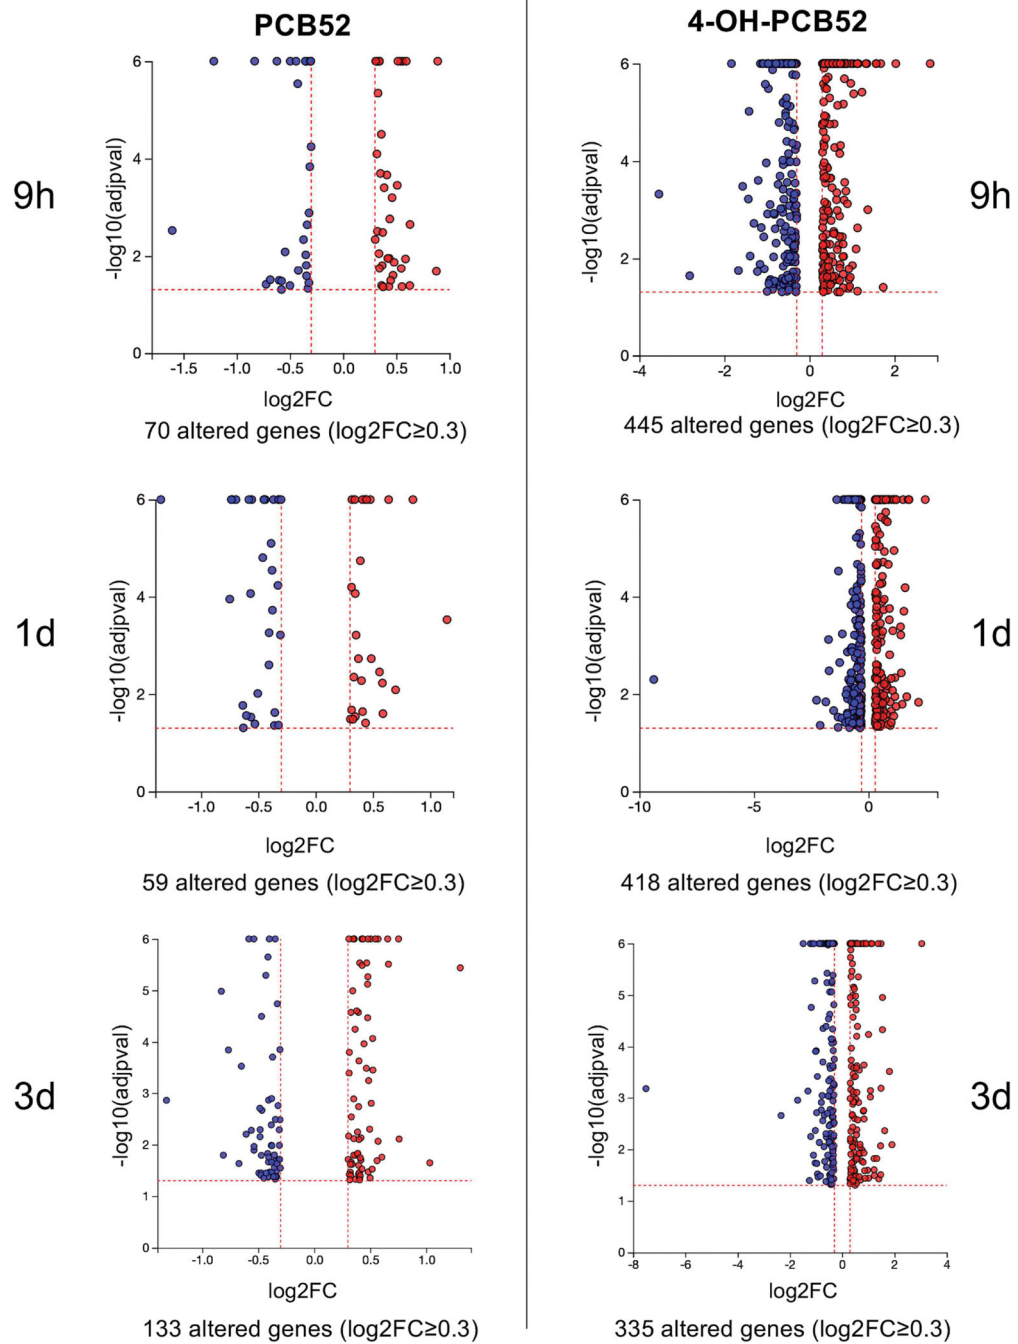 PCB52
4-OH-PCB52
9h
-log10(adjpval)
6
4
2
0
-1.5 -1.0 -0.5 0.0 0.5 1.0
log2FC
70 altered genes (log2FC≥0.3)
-log10(adjpval)
6
4
2
0
-4 -2 0 2
log2FC
445 altered genes (log2FC≥0.3)
9h
1d
-log10(adjpval)
6
4
2
0
-1.0 -0.5 0.0 0.5 1.0
log2FC
59 altered genes (log2FC≥0.3)
-log10(adjpval)
6
4
2
0
-10 -5 0
log2FC
418 altered genes (log2FC≥0.3)
1d
3d
-log10(adjpval)
6
5
4
3
2
1
0
-1.0 -0.5 0.0 0.5 1.0
log2FC
133 altered genes (log2FC≥0.3)
-log10(adjpval)
6
5
4
3
2
1
0
-8 -6 -4 -2 0 2 4
log2FC
335 altered genes (log2FC≥0.3)
3d